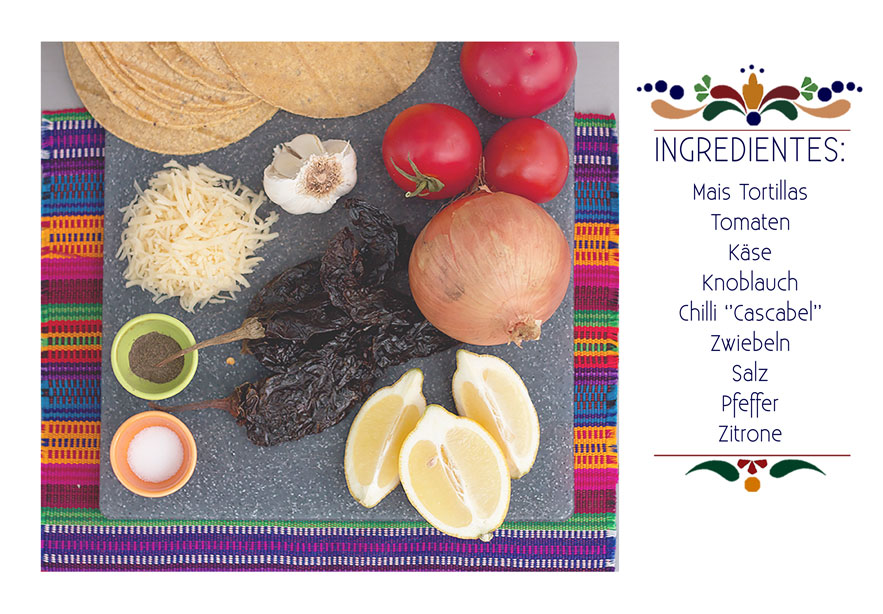 INGREDIENTES:
Mais Tortillas
Tomaten
Käse
Knoblauch
Chilli "Cascabel"
Zwiebeln
Salz
Pfeffer
Zitrone